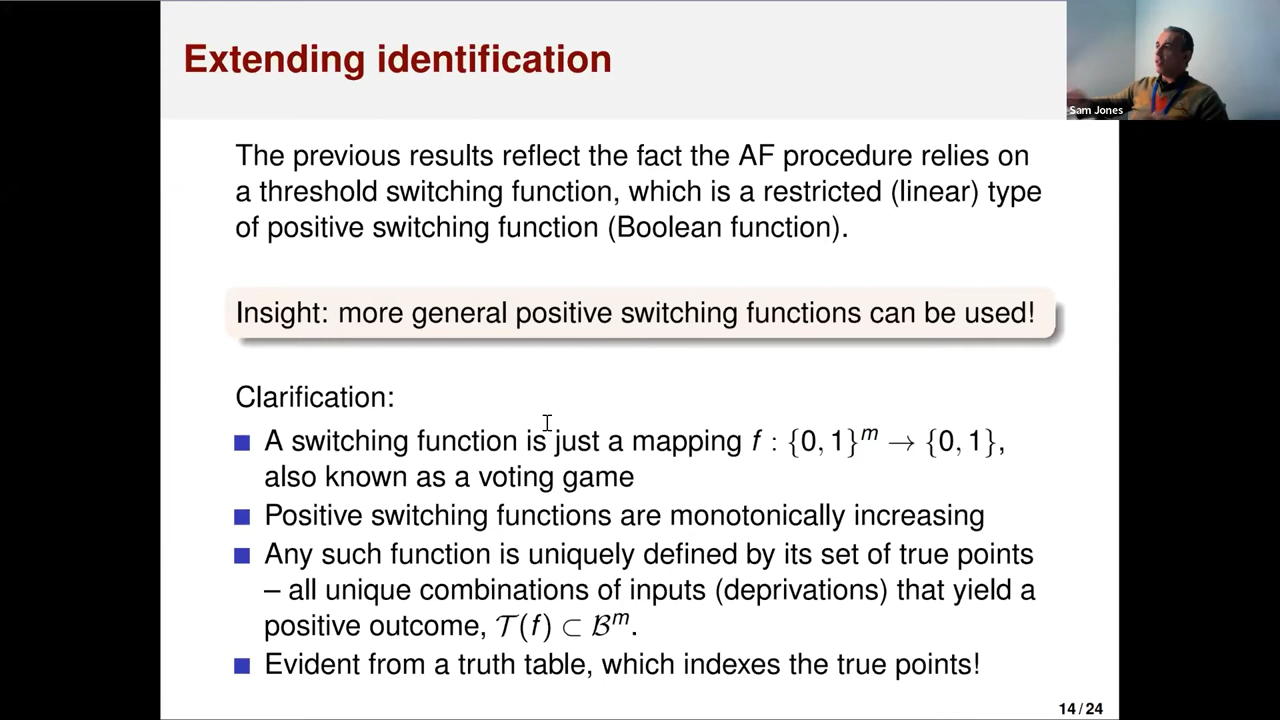 Extending identification
Sam Jones
The previous results reflect the fact the AF procedure relies on
a threshold switching function, which is a restricted (linear) type
of positive switching function (Boolean function).
Insight: more general positive switching functions can be used!
Clarification:
■ A switching function is just a mapping f : {0, 1}^m → {0, 1},
also known as a voting game
■ Positive switching functions are monotonically increasing
■ Any such function is uniquely defined by its set of true points
– all unique combinations of inputs (deprivations) that yield a
positive outcome, 𝒯(f) ⊂ ℬ^m.
■ Evident from a truth table, which indexes the true points!
14 / 24